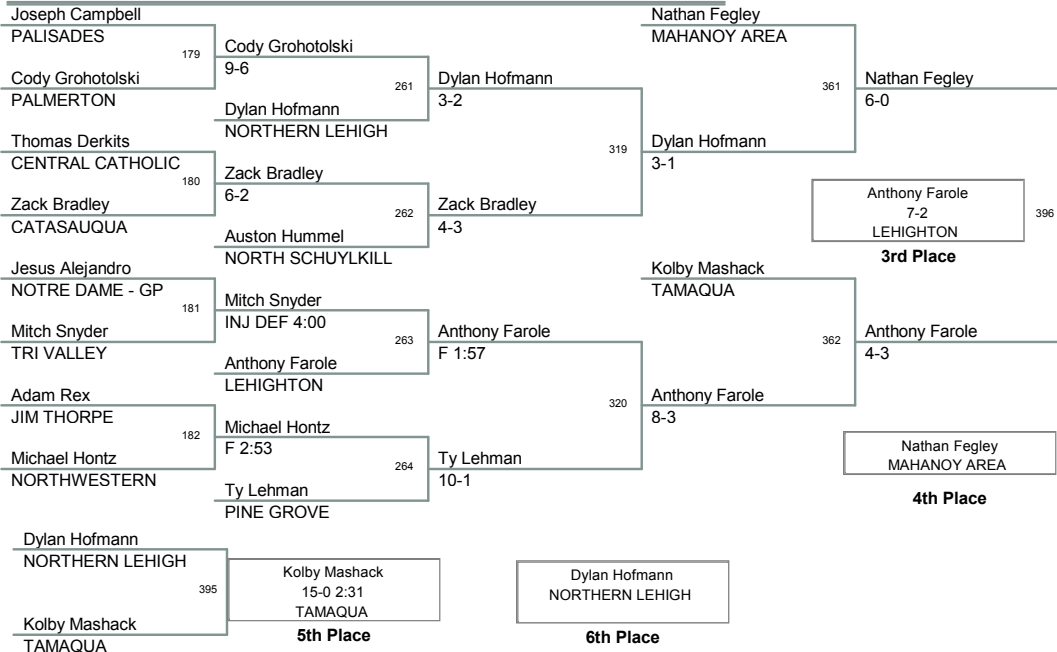 Joseph Campbell
PALISADES
179
Cody Grohotolski
PALMERTON
Thomas Derkits
CENTRAL CATHOLIC
180
Zack Bradley
CATASAUQUA
Jesus Alejandro
NOTRE DAME - GP
181
Mitch Snyder
TRI VALLEY
Adam Rex
JIM THORPE
182
Michael Hontz
NORTHWESTERN
Cody Grohotolski
9-6
261
Dylan Hofmann
NORTHERN LEHIGH
Zack Bradley
6-2
262
Auston Hummel
NORTH SCHUYLKILL
Mitch Snyder
INJ DEF 4:00
263
Anthony Farole
LEHIGHTON
Michael Hontz
F 2:53
264
Ty Lehman
PINE GROVE
Dylan Hofmann
3-2
319
Zack Bradley
4-3
Anthony Farole
F 1:57
320
Ty Lehman
10-1
Nathan Fegley
MAHANOY AREA
361
Dylan Hofmann
3-1
Kolby Mashack
TAMAQUA
362
Anthony Farole
8-3
Nathan Fegley
6-0
Anthony Farole
7-2
LEHIGHTON
396
3rd Place
Anthony Farole
4-3
Nathan Fegley
MAHANOY AREA
4th Place
Dylan Hofmann
NORTHERN LEHIGH
395
Kolby Mashack
TAMAQUA
Kolby Mashack
15-0 2:31
TAMAQUA
5th Place
Dylan Hofmann
NORTHERN LEHIGH
6th Place